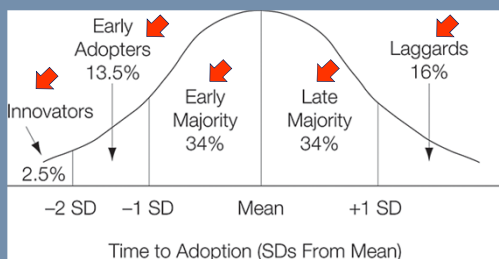 Early
Adopters
13.5%
Laggards
16%
Innovators
Early
Majority
34%
Late
Majority
34%
2.5%
–2 SD
–1 SD
Mean
+1 SD
Time to Adoption (SDs From Mean)